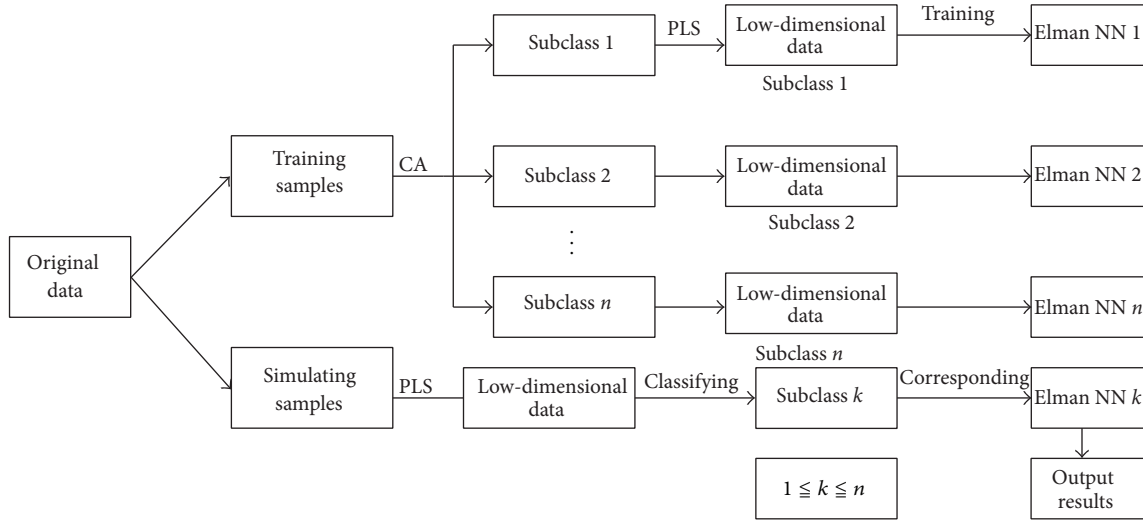 Subclass 1
PLS
Low-dimensional
data
Training
Elman NN 1
Subclass 1
Training
samples
CA
Subclass 2
Low-dimensional
data
Elman NN 2
Subclass 2
⋮
Original
data
Subclass n
Low-dimensional
data
Elman NN n
Subclass n
Simulating
samples
PLS
Low-dimensional
data
Classifying
Subclass k
Corresponding
Elman NN k
1 ≦ k ≦ n
Output
results